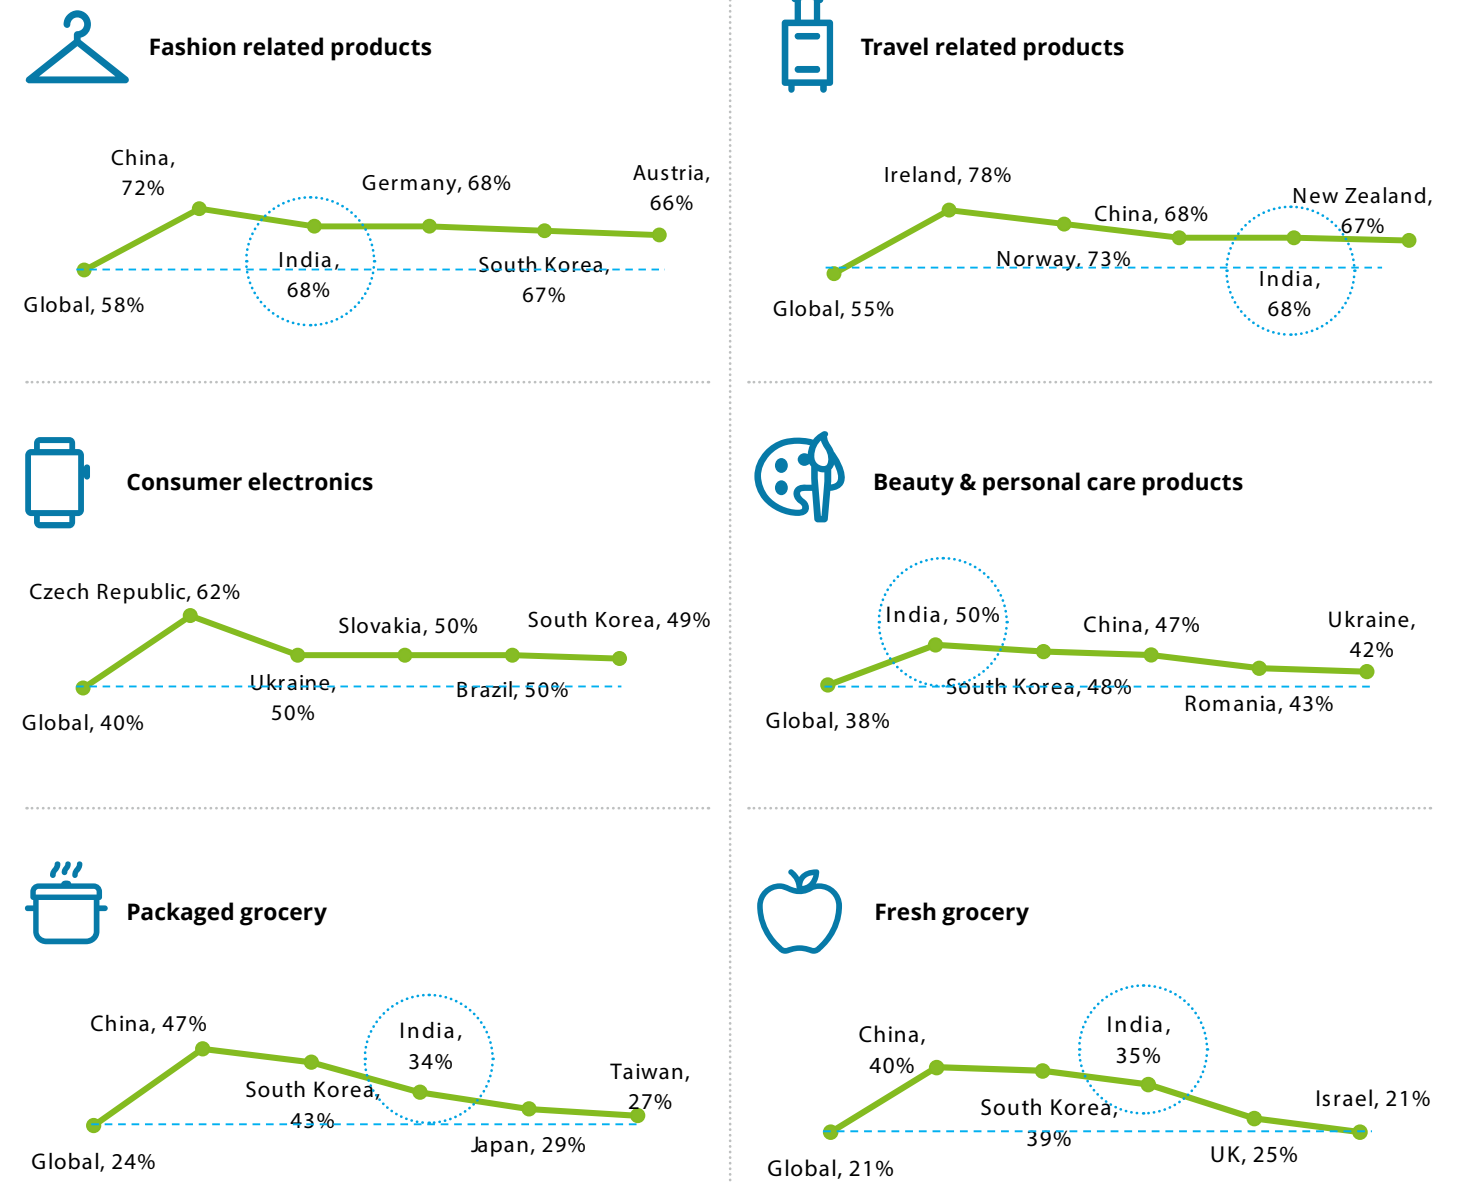 Fashion related products
China,
72%
Germany, 68%
Austria,
66%
India,
68%
South Korea,
67%
Global, 58%
Travel related products
Ireland, 78%
New Zealand,
67%
China, 68%
Norway, 73%
India,
68%
Global, 55%
Consumer electronics
Czech Republic, 62%
Slovakia, 50%
South Korea, 49%
Ukraine,
50%
Brazil, 50%
Global, 40%
Beauty & personal care products
India, 50%
China, 47%
Ukraine,
42%
South Korea, 48%
Romania, 43%
Global, 38%
Packaged grocery
China, 47%
India,
34%
South Korea,
43%
Taiwan,
27%
Japan, 29%
Global, 24%
Fresh grocery
China,
40%
India,
35%
South Korea,
39%
Israel, 21%
UK, 25%
Global, 21%